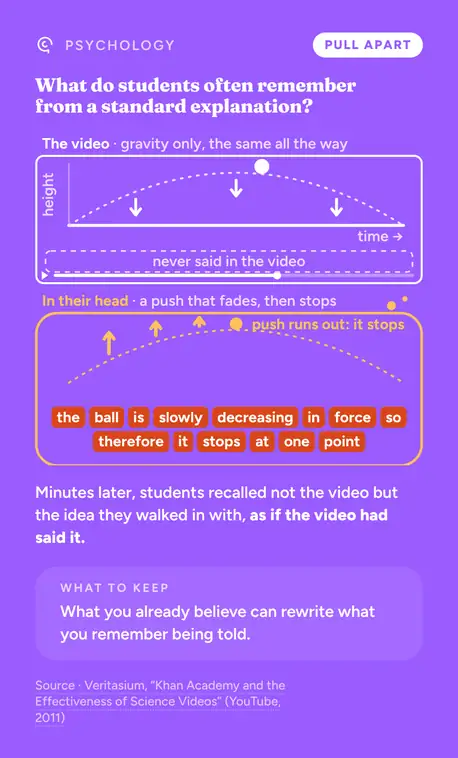 PSYCHOLOGY
PULL APART
What do students often remember
from a standard explanation?
The video · gravity only, the same all the way
height
time →
never said in the video
In their head · a push that fades, then stops
push runs out: it stops
the ball is slowly decreasing in force so
therefore it stops at one point
Minutes later, students recalled not the video but
the idea they walked in with, as if the video had
said it.
WHAT TO KEEP
What you already believe can rewrite what
you remember being told.
Source · Veritasium, “Khan Academy and the
Effectiveness of Science Videos” (YouTube,
2011)